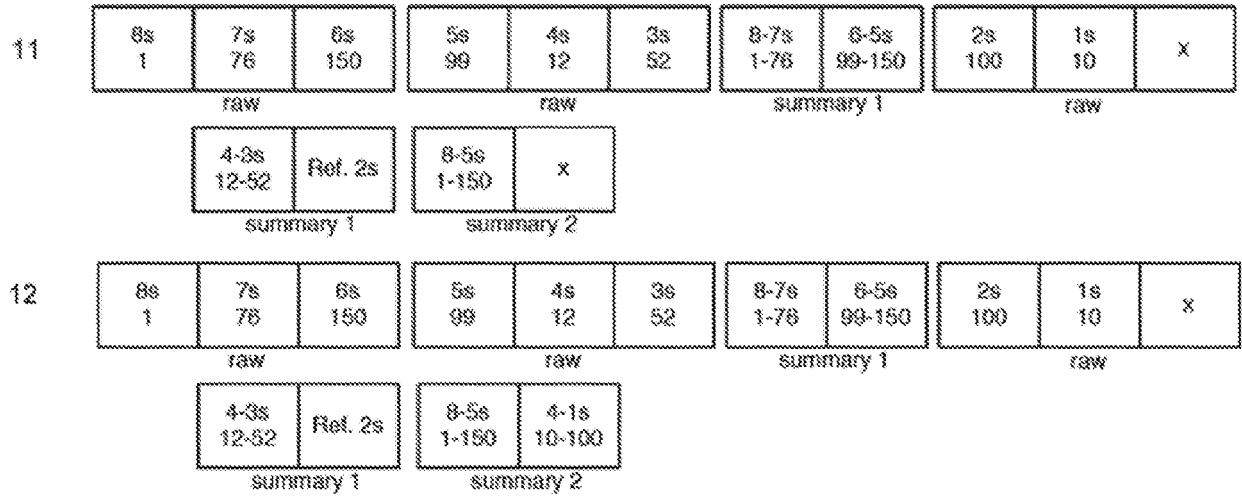 11
8s 7s 6s 5s 4s 3s 8-7s 6-5s 2s 1s x
1 76 150 99 12 52 1-76 99-150 100 10
raw raw summary 1 raw
4-3s Ref. 2s 8-5s x
12-52 1-150
summary 1 summary 2
12
8s 7s 6s 5s 4s 3s 8-7s 6-5s 2s 1s x
1 76 150 99 12 52 1-76 99-150 100 10
raw raw summary 1 raw
4-3s Ref. 2s 8-5s 4-1s
12-52 1-150 10-100
summary 1 summary 2